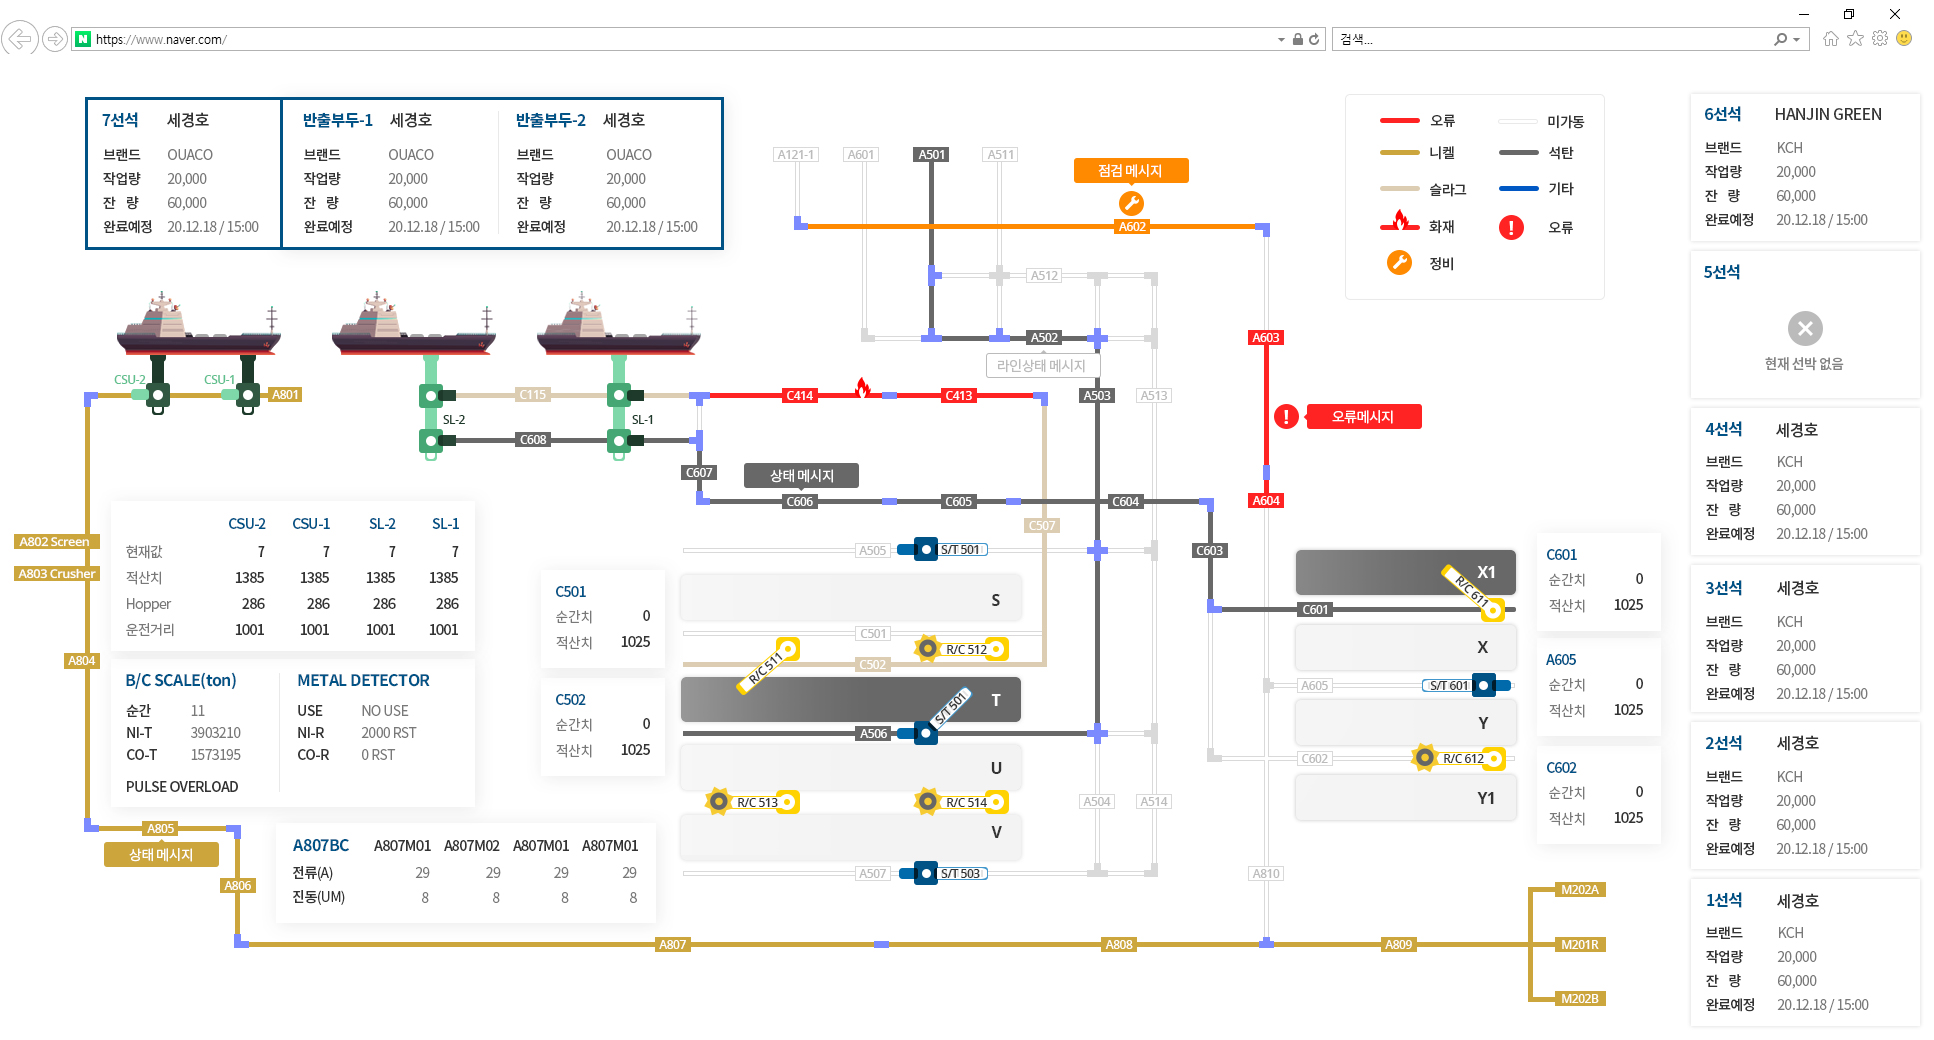 https://www.naver.com/
검색...
7선석 세경호
브랜드 OUACO
작업량 20,000
잔 량 60,000
완료예정 20.12.18 / 15:00
반출부두-1 세경호
브랜드 OUACO
작업량 20,000
잔 량 60,000
완료예정 20.12.18 / 15:00
반출부두-2 세경호
브랜드 OUACO
작업량 20,000
잔 량 60,000
완료예정 20.12.18 / 15:00
A121-1
A601
A501
A511
점검 메시지
A602
A512
A502
라인상태 메시지
A503
A513
오류 미가동
니켈 석탄
슬라그 기타
화재 오류
정비
A603
오류메시지
A604
CSU-2
CSU-1
A801
C115
SL-2
SL-1
C608
C414
C413
C607
상태 메시지
C606
C605
C604
C507
C603
A802 Screen
A803 Crusher
A804
CSU-2 CSU-1 SL-2 SL-1
현재값 7 7 7 7
적산치 1385 1385 1385 1385
Hopper 286 286 286 286
운전거리 1001 1001 1001 1001
B/C SCALE(ton)
순간 11
NI-T 3903210
CO-T 1573195
PULSE OVERLOAD
METAL DETECTOR
USE NO USE
NI-R 2000 RST
CO-R 0 RST
A805
상태 메시지
A806
A807BC A807M01 A807M02 A807M01 A807M01
전류(A) 29 29 29 29
진동(UM) 8 8 8 8
C501
순간치 0
적산치 1025
C502
순간치 0
적산치 1025
A505
S/T 501
S
C501
R/C 511
R/C 512
C502
T
S/T 501
A506
U
R/C 513
R/C 514
V
A504
A514
A507
S/T 503
X1
R/C 611
C601
X
A605
S/T 601
Y
C602
R/C 612
Y1
C601
순간치 0
적산치 1025
A605
순간치 0
적산치 1025
C602
순간치 0
적산치 1025
A810
A807
A808
A809
M202A
M201R
M202B
6선석 HANJIN GREEN
브랜드 KCH
작업량 20,000
잔 량 60,000
완료예정 20.12.18 / 15:00
5선석
현재 선박 없음
4선석 세경호
브랜드 KCH
작업량 20,000
잔 량 60,000
완료예정 20.12.18 / 15:00
3선석 세경호
브랜드 KCH
작업량 20,000
잔 량 60,000
완료예정 20.12.18 / 15:00
2선석 세경호
브랜드 KCH
작업량 20,000
잔 량 60,000
완료예정 20.12.18 / 15:00
1선석 세경호
브랜드 KCH
작업량 20,000
잔 량 60,000
완료예정 20.12.18 / 15:00